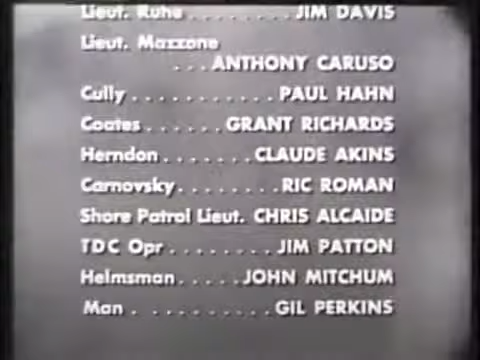 Lieut. Ruhe . . . . . . . . JIM DAVIS
Lieut. Mazzone
. . . ANTHONY CARUSO
Cully . . . . . . . . . . . PAUL HAHN
Coates . . . . . . GRANT RICHARDS
Herndon . . . . . . . CLAUDE AKINS
Carnovsky . . . . . . . . RIC ROMAN
Shore Patrol Lieut. CHRIS ALCAIDE
TDC Opr . . . . . . . . JIM PATTON
Helmsman . . . . . JOHN MITCHUM
Man . . . . . . . . . . GIL PERKINS